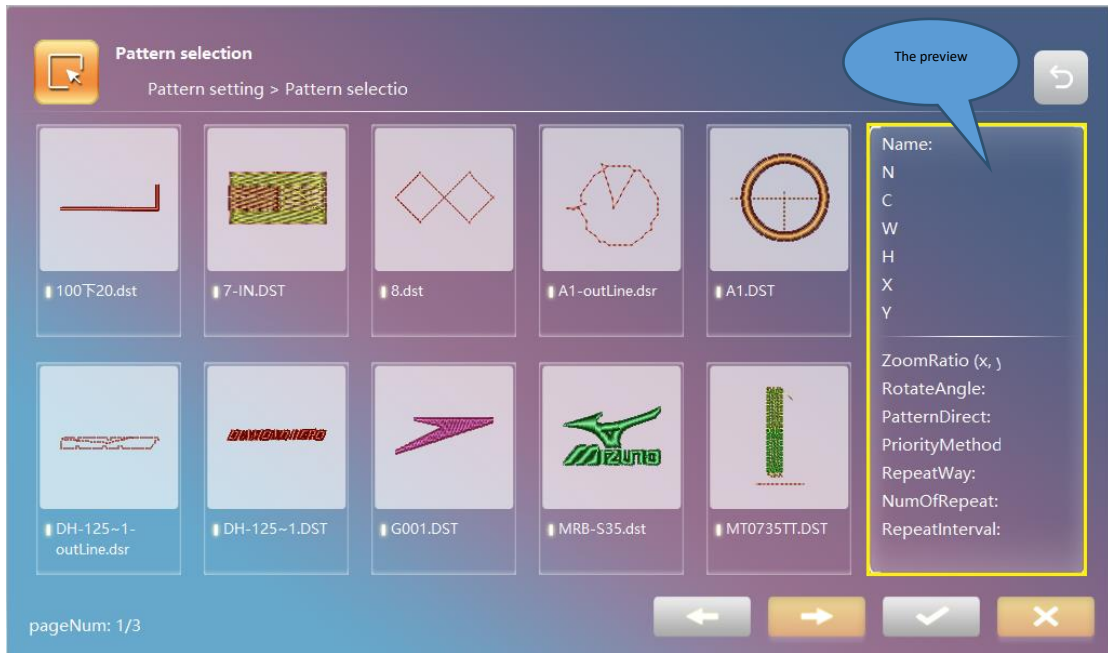 Pattern selection
Pattern setting > Pattern selectio
The preview
100下20.dst
7-IN.DST
8.dst
A1-outLine.dsr
A1.DST
DH-125~1-
outLine.dsr
DH-125~1.DST
G001.DST
MIZUNO
MRB-S35.dst
MT0735TT.DST
Name:
N
C
W
H
X
Y
ZoomRatio (x, y
RotateAngle:
PatternDirect:
PriorityMethod
RepeatWay:
NumOfRepeat:
RepeatInterval:
pageNum: 1/3